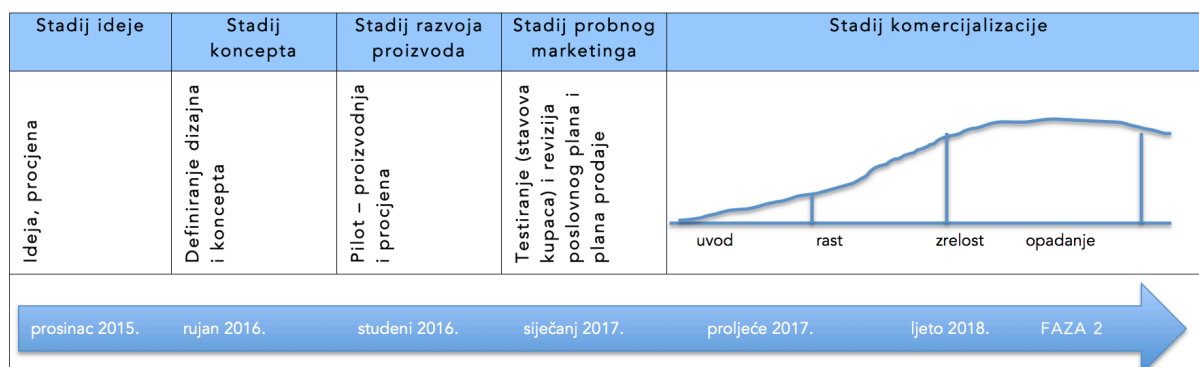 Stadij ideje
Stadij
koncepta
Stadij razvoja
proizvoda
Stadij probnog
marketinga
Stadij komercijalizacije
Ideja, procjena
Definiranje dizajna
i koncepta
Pilot – proizvodnja
i procjena
Testiranje (stavova
kupaca) i revizija
poslovnog plana i
plana prodaje
uvod
rast
zrelost
opadanje
prosinac 2015.
rujan 2016.
studeni 2016.
siječanj 2017.
proljeće 2017.
ljeto 2018.
FAZA 2